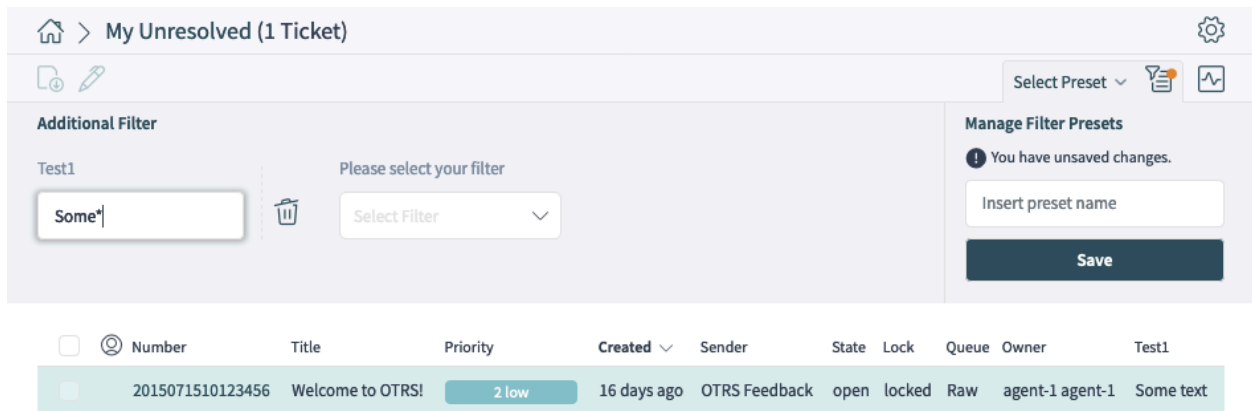 My Unresolved (1 Ticket)
Select Preset
Additional Filter
Manage Filter Presets
Test1
Please select your filter
You have unsaved changes.
Some*
Select Filter
Insert preset name
Save
Number Title Priority Created Sender State Lock Queue Owner Test1
2015071510123456 Welcome to OTRS! 2 low 16 days ago OTRS Feedback open locked Raw agent-1 agent-1 Some text